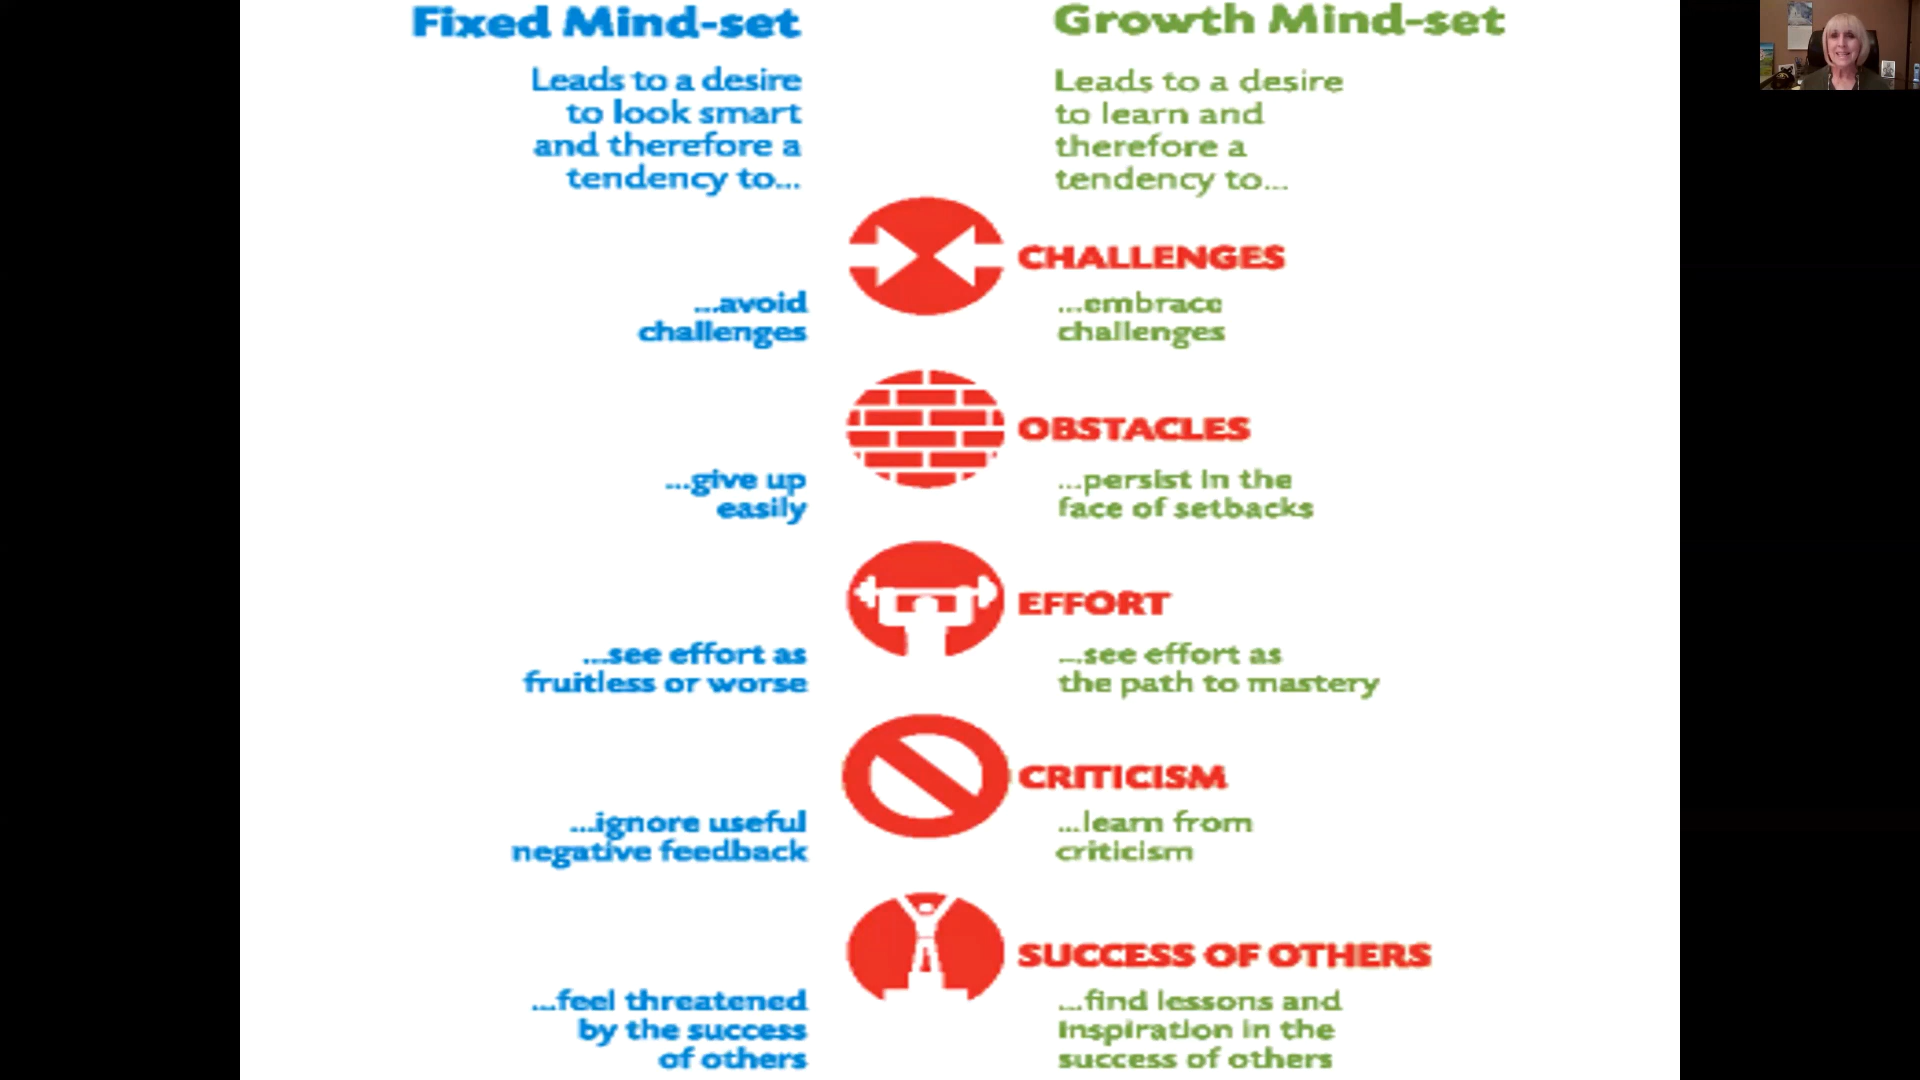 Fixed Mind-set
Leads to a desire
to look smart
and therefore a
tendency to...
Growth Mind-set
Leads to a desire
to learn and
therefore a
tendency to...
CHALLENGES
...avoid
challenges
...embrace
challenges
OBSTACLES
...give up
easily
...persist in the
face of setbacks
EFFORT
...see effort as
fruitless or worse
...see effort as
the path to mastery
CRITICISM
...ignore useful
negative feedback
...learn from
criticism
SUCCESS OF OTHERS
...feel threatened
by the success
of others
...find lessons and
inspiration in the
success of others